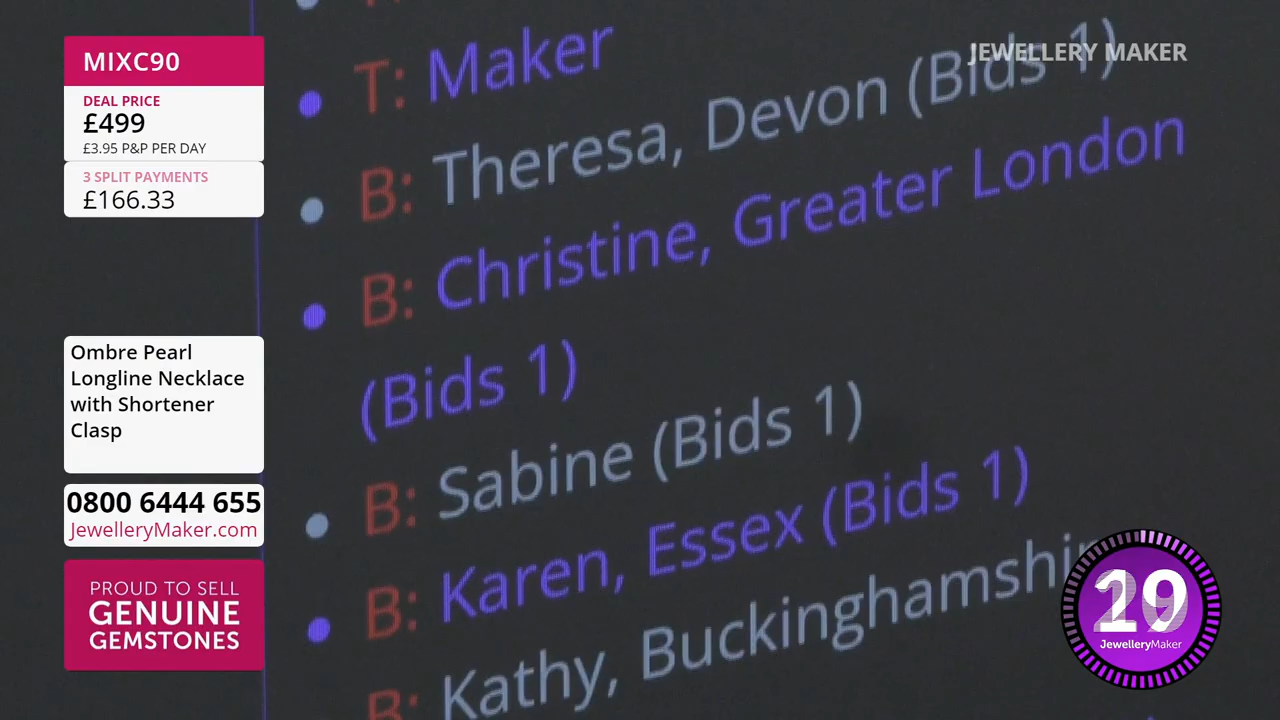 MIXC90
DEAL PRICE
£499
£3.95 P&P PER DAY
3 SPLIT PAYMENTS
£166.33
Ombre Pearl
Longline Necklace
with Shortener
Clasp
0800 6444 655
JewelleryMaker.com
PROUD TO SELL
GENUINE
GEMSTONES
JEWELLERY MAKER
T: Maker
B: Theresa, Devon (Bids 1)
B: Christine, Greater London
(Bids 1)
B: Sabine (Bids 1)
B: Karen, Essex (Bids 1)
B: Kathy, Buckinghamshir
JewelleryMaker